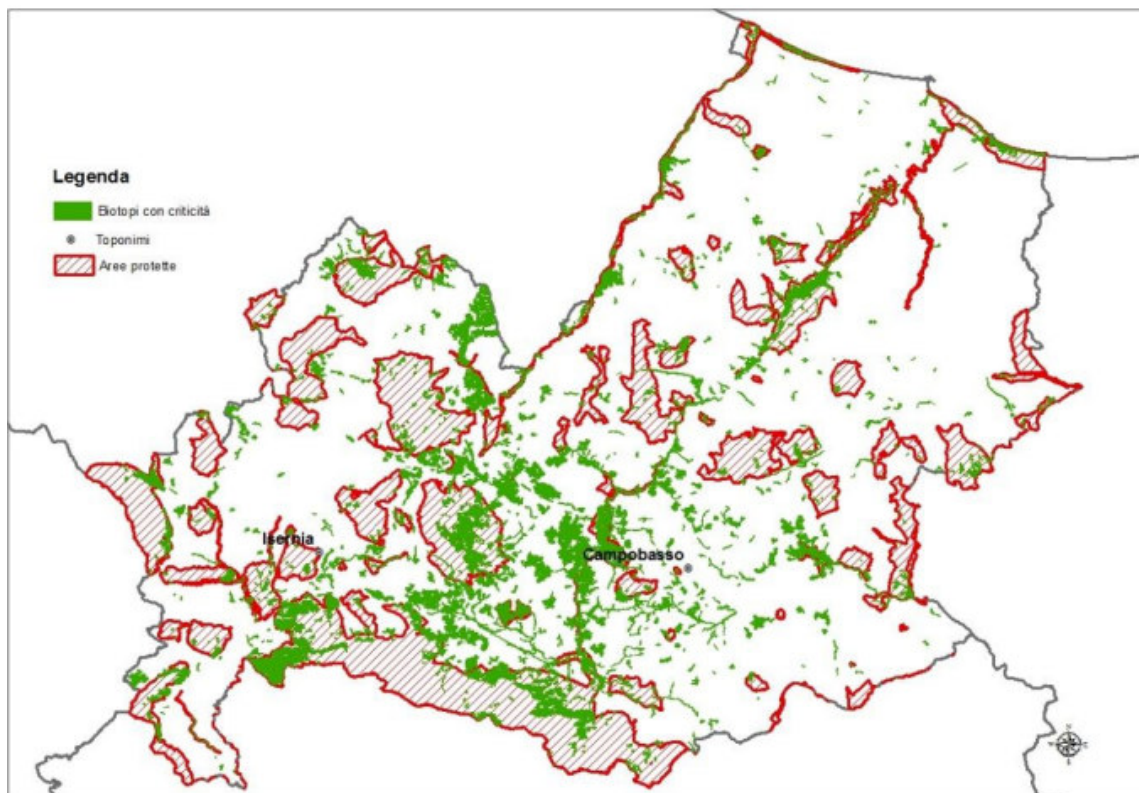 Legenda
Biotopi con criticità
Toponimi
Aree protette
Isernia
Campobasso